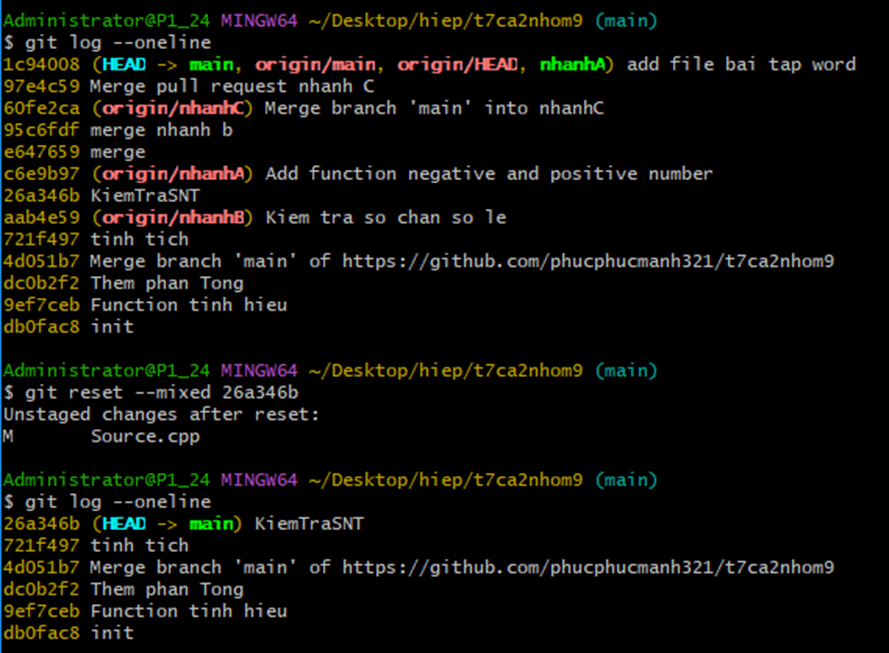 Administrator@P1_24 MINGW64 ~/Desktop/hiep/t7ca2nhom9 (main)
$ git log --oneline
1c94008 (HEAD -> main, origin/main, origin/HEAD, nhanhA) add file bai tap word
97e4c59 Merge pull request nhanh C
60fe2ca (origin/nhanhC) Merge branch 'main' into nhanhC
95c6fdf merge nhanh b
e647659 merge
c6e9b97 (origin/nhanhA) Add function negative and positive number
26a346b KiemTraSNT
aab4e59 (origin/nhanhB) Kiem tra so chan so le
721f497 tinh tich
4d051b7 Merge branch 'main' of https://github.com/phucphucmanh321/t7ca2nhom9
dc0b2f2 Them phan Tong
9ef7ceb Function tinh hieu
db0fac8 init
Administrator@P1_24 MINGW64 ~/Desktop/hiep/t7ca2nhom9 (main)
$ git reset --mixed 26a346b
Unstaged changes after reset:
M       Source.cpp
Administrator@P1_24 MINGW64 ~/Desktop/hiep/t7ca2nhom9 (main)
$ git log --oneline
26a346b (HEAD -> main) KiemTraSNT
721f497 tinh tich
4d051b7 Merge branch 'main' of https://github.com/phucphucmanh321/t7ca2nhom9
dc0b2f2 Them phan Tong
9ef7ceb Function tinh hieu
db0fac8 init